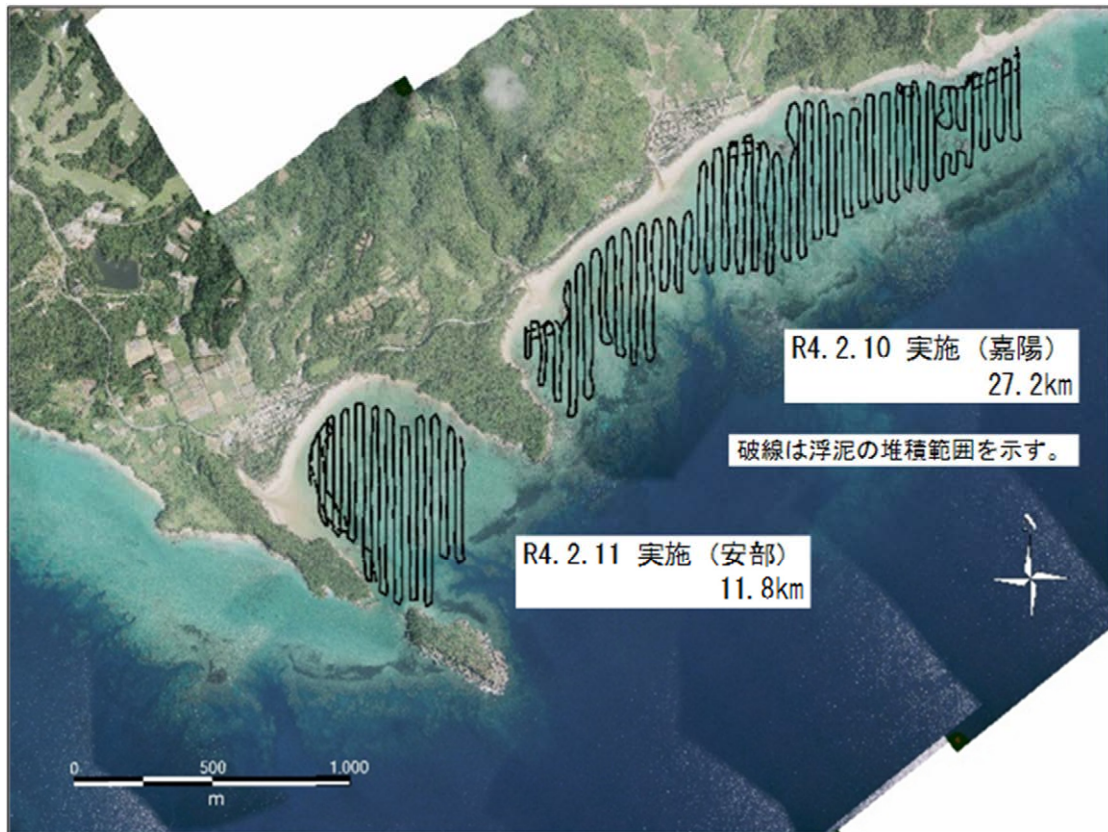 R4.2.10 実施（嘉陽）
27.2km
破線は浮泥の堆積範囲を示す。
R4.2.11 実施（安部）
11.8km
0 500 1.000
m